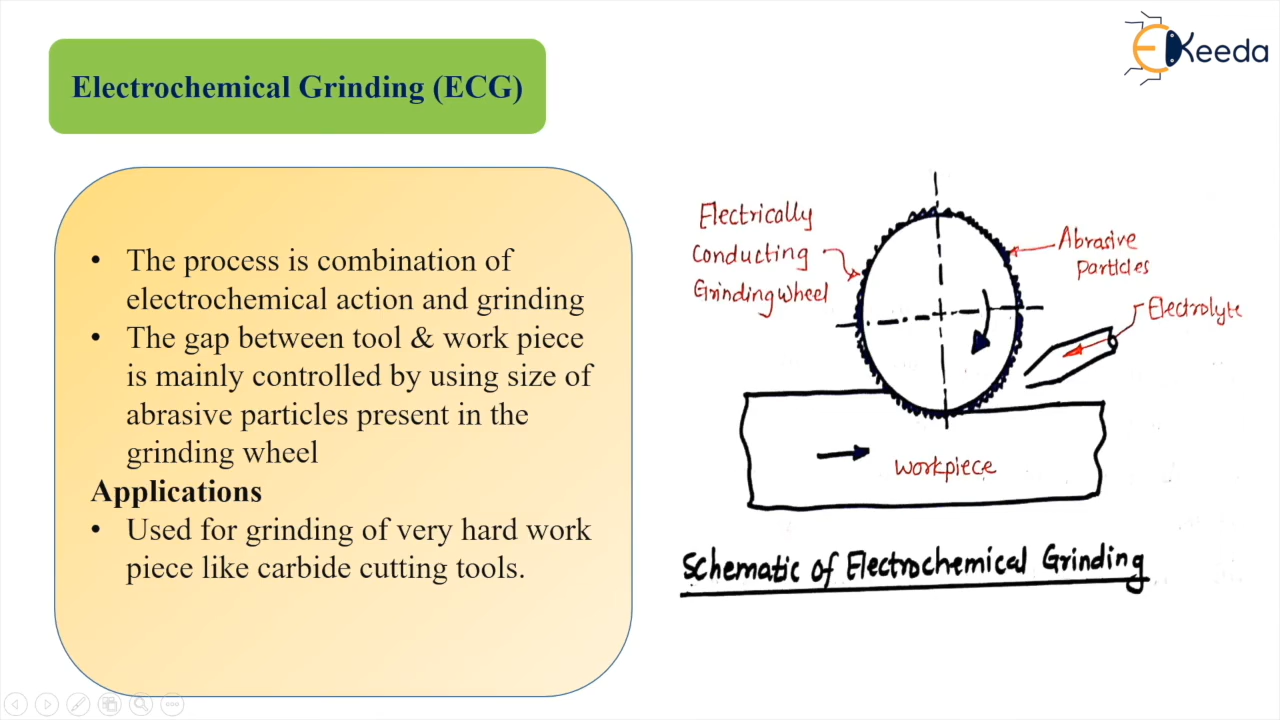 Electrochemical Grinding (ECG)
EKeeda
• The process is combination of
electrochemical action and grinding
• The gap between tool & work piece
is mainly controlled by using size of
abrasive particles present in the
grinding wheel
Applications
• Used for grinding of very hard work
piece like carbide cutting tools.
Electrically
Conducting
Grinding wheel
Abrasive
particles
Electrolyte
Workpiece
Schematic of Electrochemical Grinding